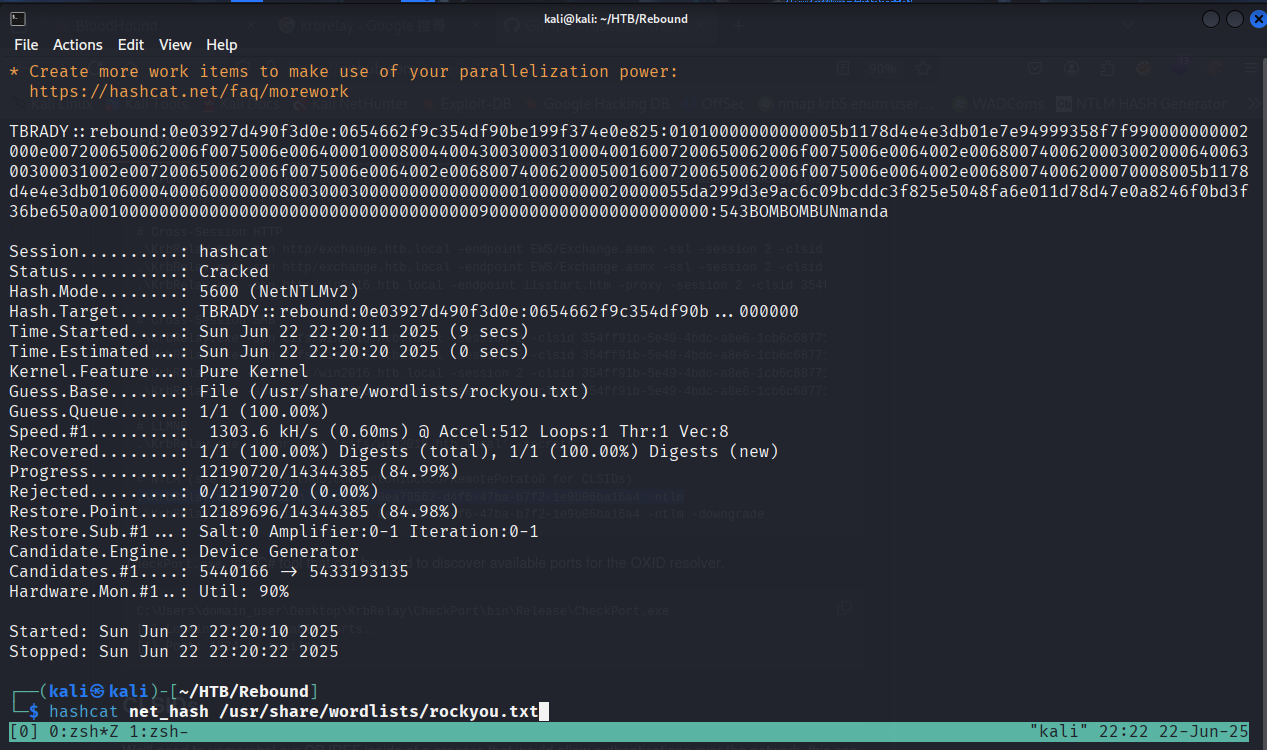 kali@kali: ~/HTB/Rebound
File Actions Edit View Help
* Create more work items to make use of your parallelization power:
https://hashcat.net/faq/morework
TBRADY::rebound:0e03927d490f3d0e:0654662f9c354df90be199f374e0e825:01010000000000005b1178d4e4e3db01e7e94999358f7f990000000002
000e007200650062006f0075006e006400010008004400430030003100040016007200650062006f0075006e0064002e0068007400620003002000640063
00300031002e007200650062006f0075006e0064002e00680074006200050016007200650062006f0075006e0064002e00680074006200070008005b1178
d4e4e3db010600040006000000080030003000000000000000010000000020000055da299d3e9ac6c09bcddc3f825e5048fa6e011d78d47e0a8246f0bd3f
36be650a00100000000000000000000000000000000000090000000000000000000000:543BOMBOMBUNmanda
Session..........: hashcat
Status...........: Cracked
Hash.Mode........: 5600 (NetNTLMv2)
Hash.Target......: TBRADY::rebound:0e03927d490f3d0e:0654662f9c354df90b...000000
Time.Started.....: Sun Jun 22 22:20:11 2025 (9 secs)
Time.Estimated...: Sun Jun 22 22:20:20 2025 (0 secs)
Kernel.Feature...: Pure Kernel
Guess.Base.......: File (/usr/share/wordlists/rockyou.txt)
Guess.Queue......: 1/1 (100.00%)
Speed.#1.........:  1303.6 kH/s (0.60ms) @ Accel:512 Loops:1 Thr:1 Vec:8
Recovered........: 1/1 (100.00%) Digests (total), 1/1 (100.00%) Digests (new)
Progress.........: 12190720/14344385 (84.99%)
Rejected.........: 0/12190720 (0.00%)
Restore.Point....: 12189696/14344385 (84.98%)
Restore.Sub.#1...: Salt:0 Amplifier:0-1 Iteration:0-1
Candidate.Engine.: Device Generator
Candidates.#1....: 5440166 -> 5433193135
Hardware.Mon.#1..: Util: 90%
Started: Sun Jun 22 22:20:10 2025
Stopped: Sun Jun 22 22:20:22 2025
┌──(kali㉿kali)-[~/HTB/Rebound]
└─$ hashcat net_hash /usr/share/wordlists/rockyou.txt
[0] 0:zsh*Z 1:zsh- "kali" 22:22 22-Jun-25